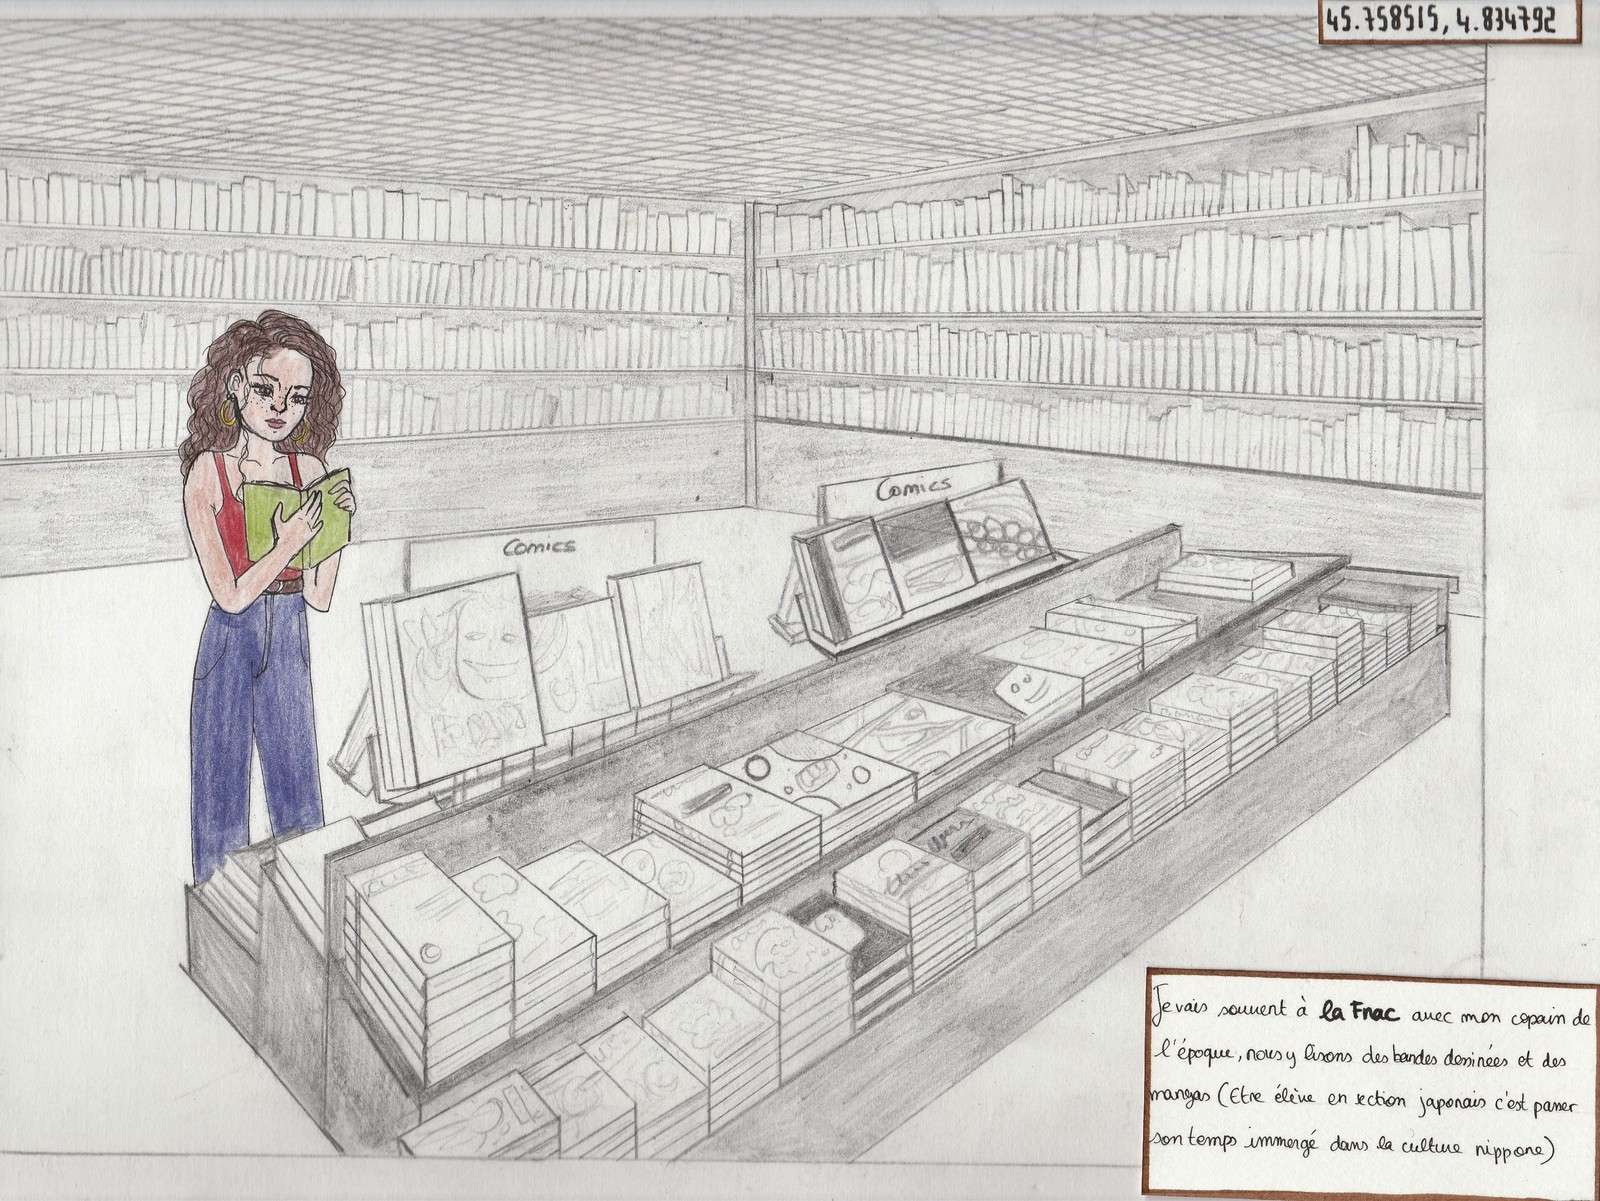 45.758515, 4.834792
Comics
Comics
Je vais souvent à la Fnac avec mon copain de
l'époque, nous y lisons des bandes dessinées et des
mangas (Etre élève en section japonais c'est passer
son temps immergé dans la culture nippone)